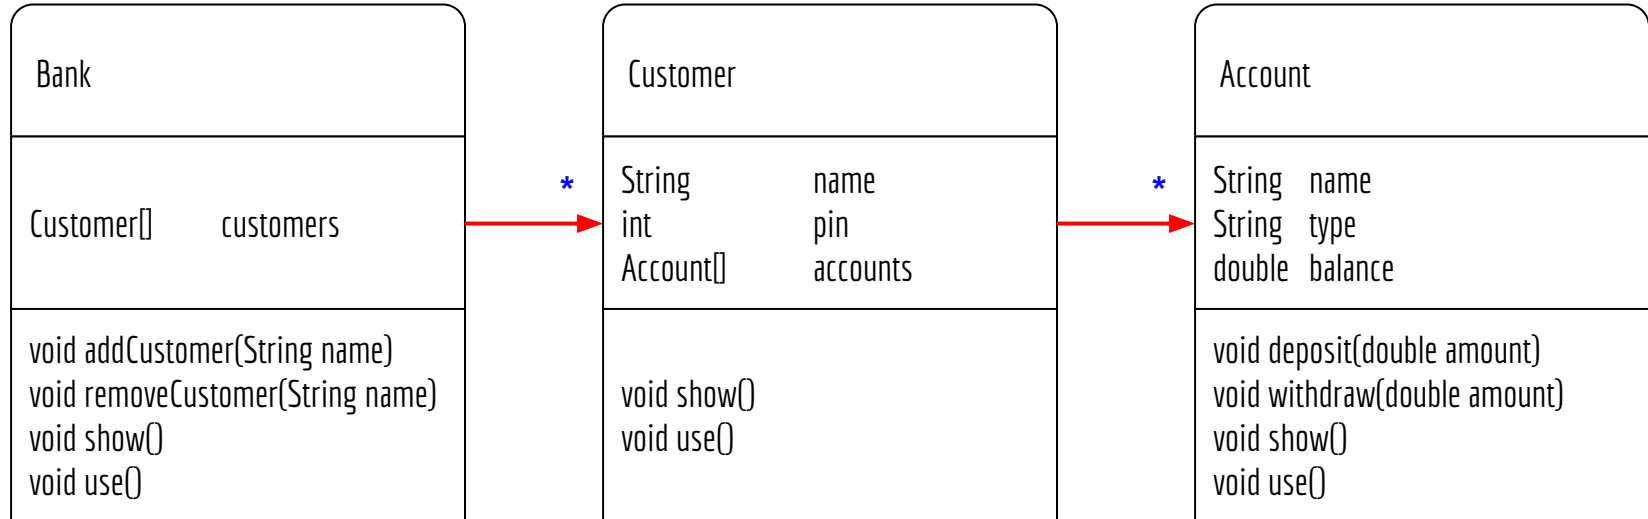 Bank
Customer[] customers
void addCustomer(String name)
void removeCustomer(String name)
void show()
void use()
*
Customer
String name
int pin
Account[] accounts
void show()
void use()
*
Account
String name
String type
double balance
void deposit(double amount)
void withdraw(double amount)
void show()
void use()